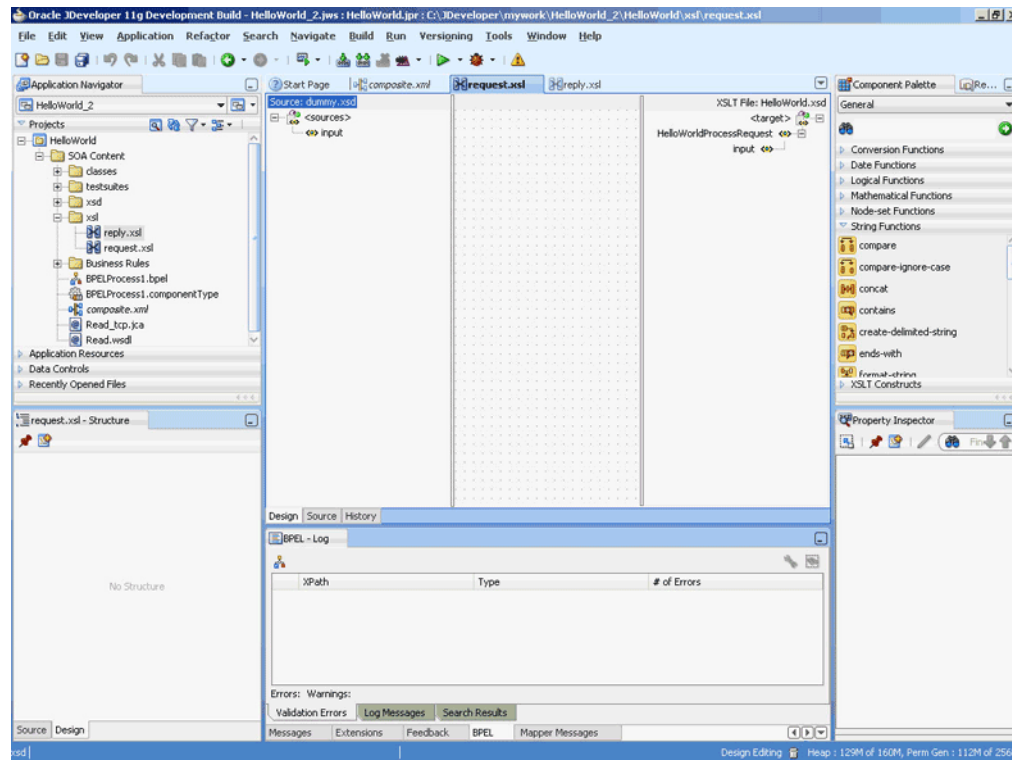 Oracle JDeveloper 11g Development Build - HelloWorld_2.jws : HelloWorld.jpr : C:\JDeveloper\mywork\HelloWorld_2\HelloWorld\xsl\request.xsl
File Edit View Application Refactor Search Navigate Build Run Versioning Tools Window Help
Application Navigator
HelloWorld_2
Projects
HelloWorld
SOA Content
classes
testsuites
xsd
xsl
reply.xsl
request.xsl
Business Rules
BPELProcess1.bpel
BPELProcess1.componentType
composite.xml
Read_tcp.jca
Read.wsdl
Application Resources
Data Controls
Recently Opened Files
request.xsl - Structure
No Structure
Source Design
Start Page composite.xml request.xsl reply.xsl
Source: dummy.xsd
<sources>
input
XSLT File: HelloWorld.xsd
<target>
HelloWorldProcessRequest
input
Design Source History
BPEL - Log
XPath Type # of Errors
Errors: Warnings:
Validation Errors Log Messages Search Results
Messages Extensions Feedback BPEL Mapper Messages
Component Palette Re...
General
Conversion Functions
Date Functions
Logical Functions
Mathematical Functions
Node-set Functions
String Functions
compare
compare-ignore-case
concat
contains
create-delimited-string
ends-with
format-string
XSLT Constructs
Property Inspector
Find
xsd
Design Editing Heap : 129M of 160M, Perm Gen : 112M of 256